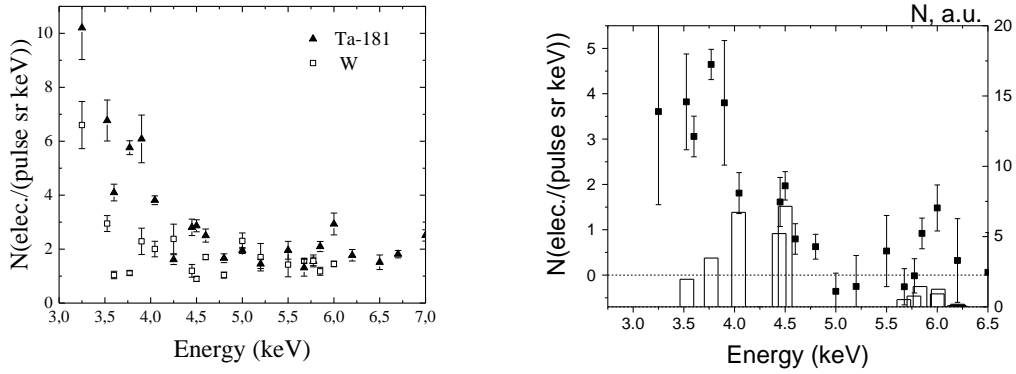 N(elec./(pulse sr keV))
10
8
6
4
2
0
Ta-181
W
3,0 3,5 4,0 4,5 5,0 5,5 6,0 6,5 7,0
Energy (keV)
N, a.u.
N(elec./(pulse sr keV))
5
4
3
2
1
0
20
15
10
5
0
3.0 3.5 4.0 4.5 5.0 5.5 6.0 6.5
Energy (keV)